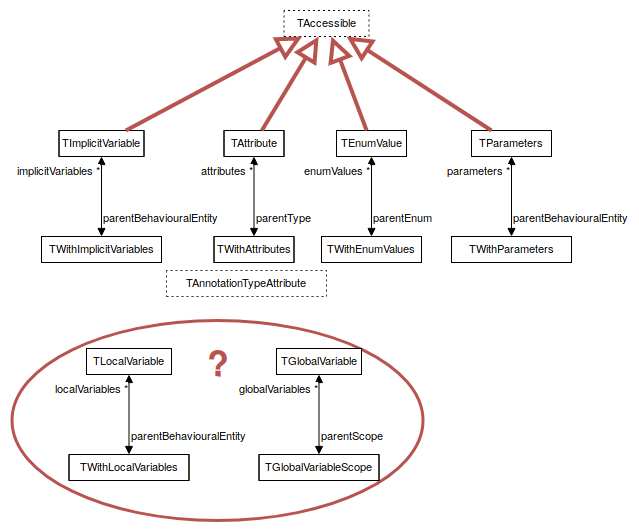 TAccessible
TImplicitVariable
TAttribute
TEnumValue
TParameters
implicitVariables *
attributes *
enumValues *
parameters *
parentBehaviouralEntity
parentType
parentEnum
parentBehaviouralEntity
TWithImplicitVariables
TWithAttributes
TWithEnumValues
TWithParameters
TAnnotationTypeAttribute
?
TLocalVariable
TGlobalVariable
localVariables *
globalVariables *
parentBehaviouralEntity
parentScope
TWithLocalVariables
TGlobalVariableScope